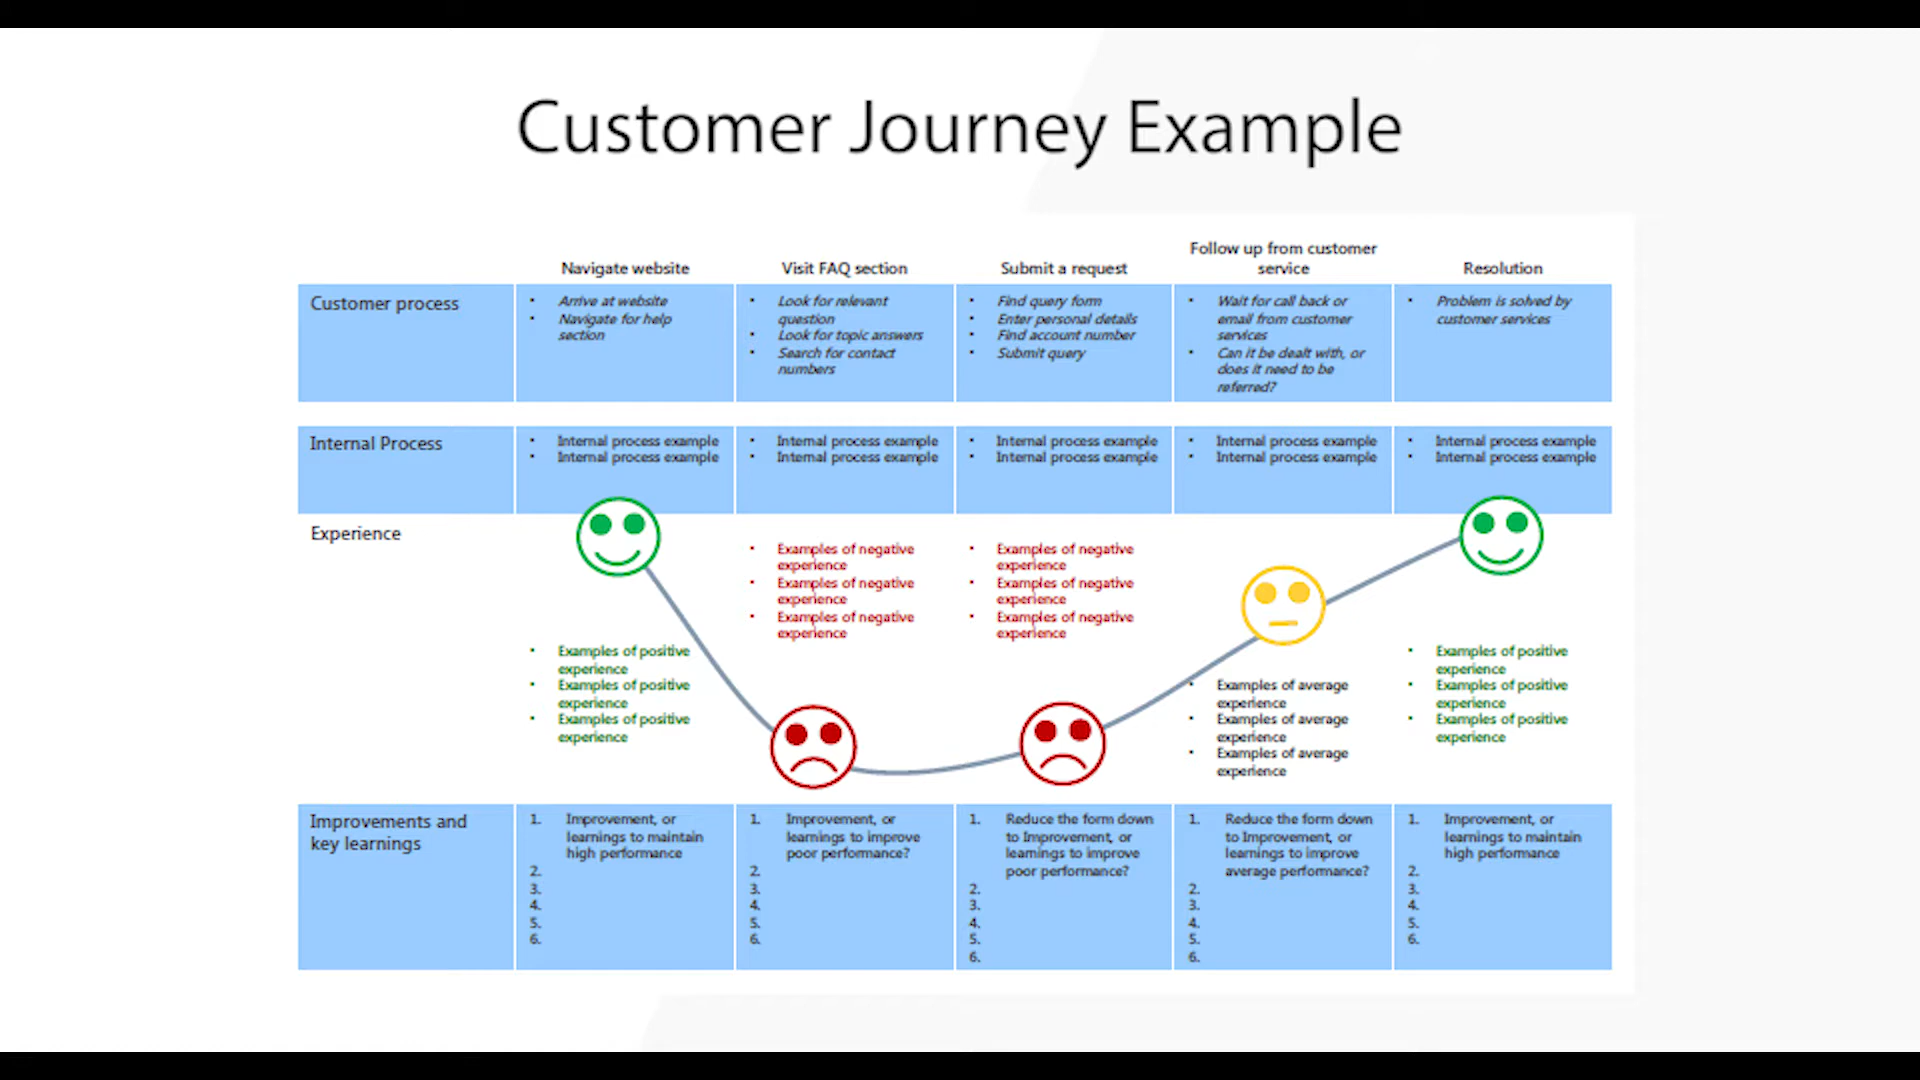 Customer Journey Example
Navigate website
Visit FAQ section
Submit a request
Follow up from customer
service
Resolution
Customer process
• Arrive at website
• Navigate for help
section
• Look for relevant
question
• Look for topic answers
• Search for contact
numbers
• Find query form
• Enter personal details
• Find account number
• Submit query
• Wait for call back or
email from customer
services
• Can it be dealt with, or
does it need to be
referred?
• Problem is solved by
customer services
Internal Process
• Internal process example
• Internal process example
• Internal process example
• Internal process example
• Internal process example
• Internal process example
• Internal process example
• Internal process example
• Internal process example
• Internal process example
Experience
• Examples of positive
experience
• Examples of positive
experience
• Examples of positive
experience
• Examples of negative
experience
• Examples of negative
experience
• Examples of negative
experience
• Examples of negative
experience
• Examples of negative
experience
• Examples of negative
experience
• Examples of average
experience
• Examples of average
experience
• Examples of average
experience
• Examples of positive
experience
• Examples of positive
experience
• Examples of positive
experience
Improvements and
key learnings
1. Improvement, or
learnings to maintain
high performance
2.
3.
4.
5.
6.
1. Improvement, or
learnings to improve
poor performance?
2.
3.
4.
5.
6.
1. Reduce the form down
to Improvement, or
learnings to improve
poor performance?
2.
3.
4.
5.
6.
1. Reduce the form down
to Improvement, or
learnings to improve
average performance?
2.
3.
4.
5.
6.
1. Improvement, or
learnings to maintain
high performance
2.
3.
4.
5.
6.